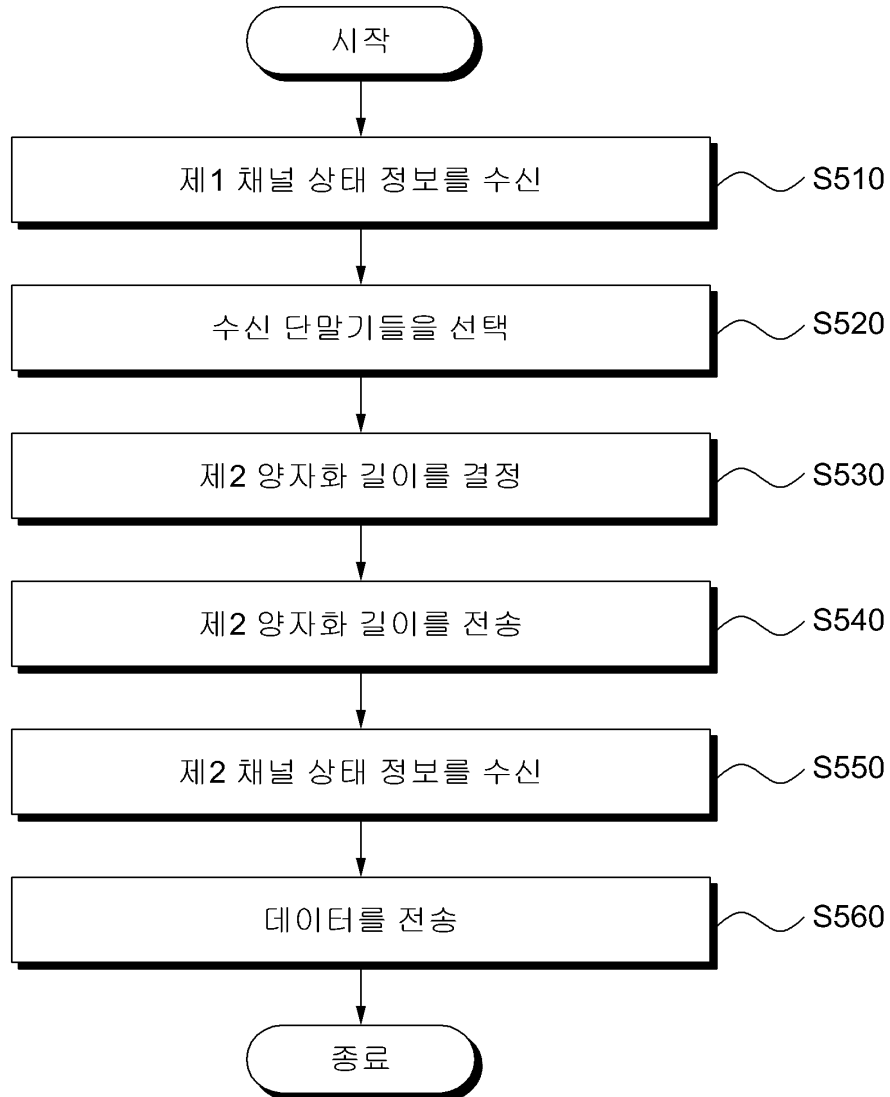 시작
제1 채널 상태 정보를 수신
S510
수신 단말기들을 선택
S520
제2 양자화 길이를 결정
S530
제2 양자화 길이를 전송
S540
제2 채널 상태 정보를 수신
S550
데이터를 전송
S560
종료